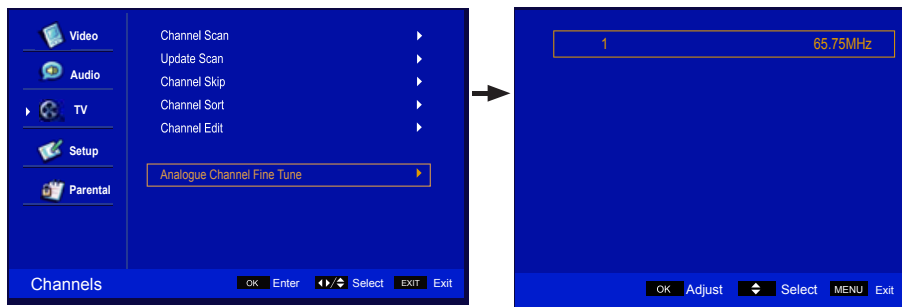 Video
Audio
TV
Setup
Parental
Channel Scan
Update Scan
Channel Skip
Channel Sort
Channel Edit
Analogue Channel Fine Tune
Channels
OK Enter Select EXIT Exit
1 65.75MHz
OK Adjust Select MENU Exit